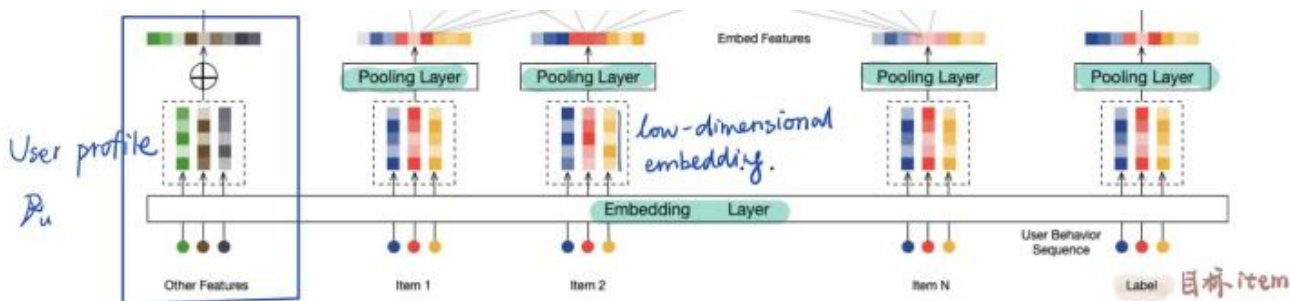 Embed Features
Pooling Layer
Pooling Layer
Pooling Layer
Pooling Layer
User profile
low-dimensional
embedding.
Embedding Layer
User Behavior
Sequence
Other Features
Item 1
Item 2
Item N
Label
目标item